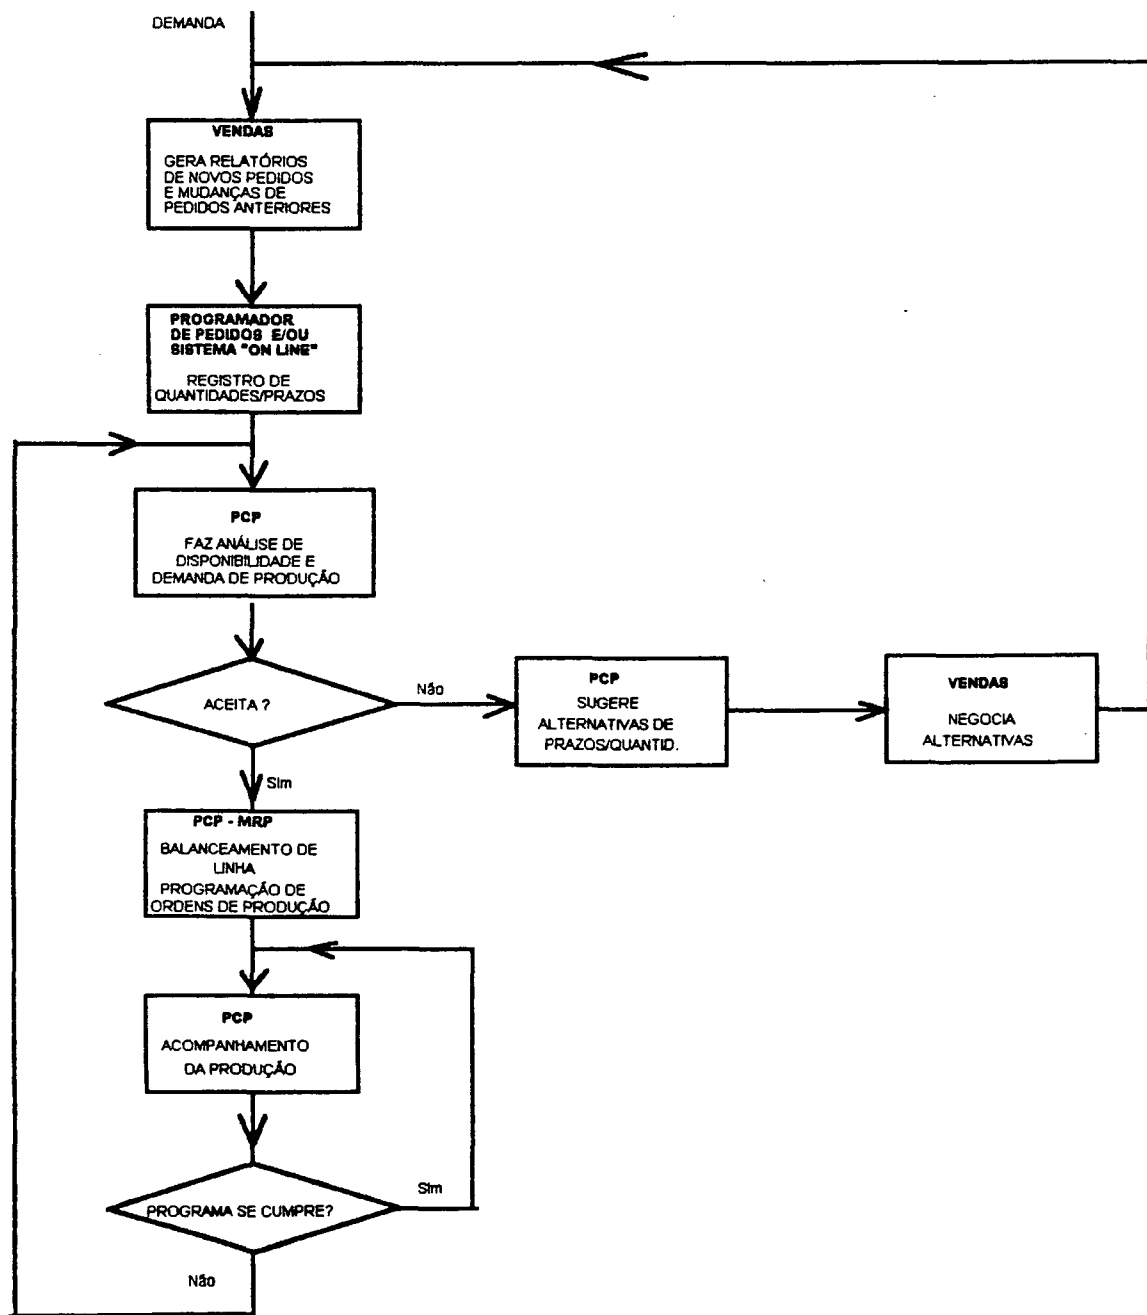 DEMANDA
VENDAS
GERA RELATÓRIOS
DE NOVOS PEDIDOS
E MUDANÇAS DE
PEDIDOS ANTERIORES
PROGRAMADOR
DE PEDIDOS E/OU
SISTEMA "ON LINE"
REGISTRO DE
QUANTIDADES/PRAZOS
PCP
FAZ ANÁLISE DE
DISPONIBILIDADE E
DEMANDA DE PRODUÇÃO
ACEITA ?
Não
PCP
SUGERE
ALTERNATIVAS DE
PRAZOS/QUANTID.
VENDAS
NEGOCIA
ALTERNATIVAS
Sim
PCP - MRP
BALANCEAMENTO DE
LINHA
PROGRAMAÇÃO DE
ORDENS DE PRODUÇÃO
PCP
ACOMPANHAMENTO
DA PRODUÇÃO
PROGRAMA SE CUMPRE?
Sim
Não